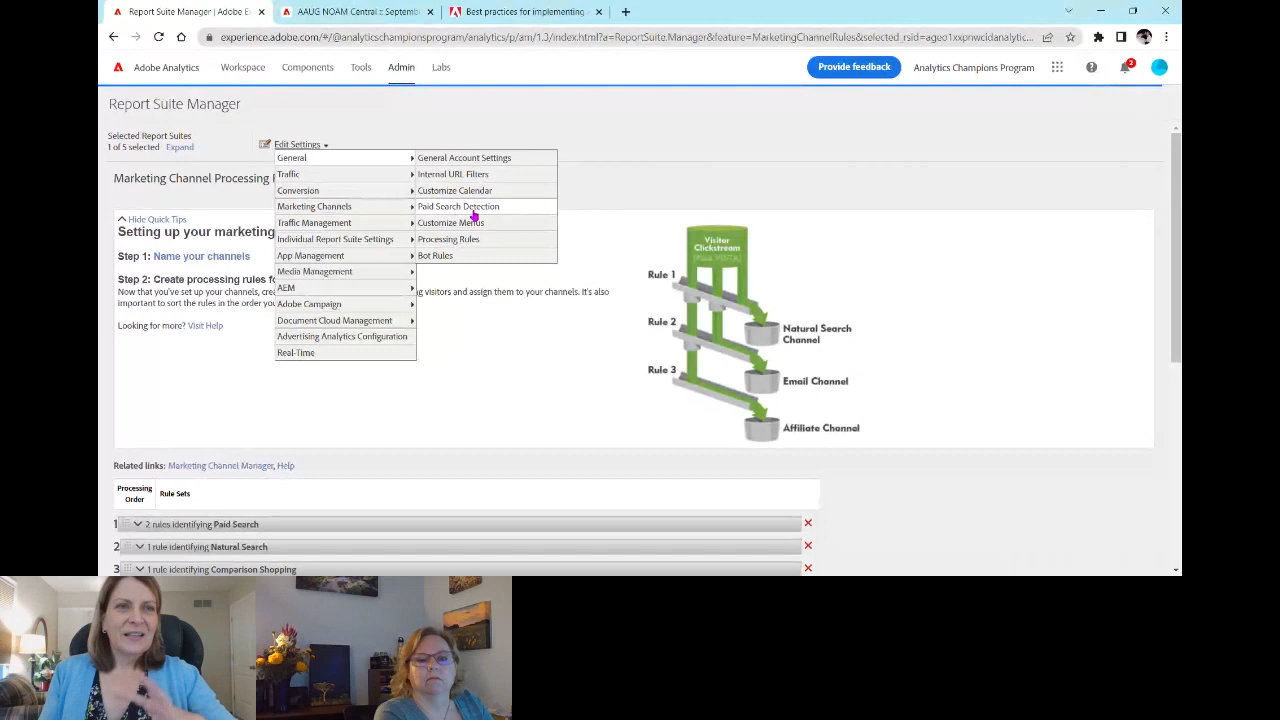 Report Suite Manager | Adobe Ex
AAUG NOAM Central :: Septemb
Best practices for implementing
experience.adobe.com/#/@analyticschampionsprogram/analytics/p/am/1.3/index.html?a=ReportSuite.Manager&feature=MarketingChannelRules&selected_rsid=ageo1xxpnwcidanalytic...
Adobe Analytics Workspace Components Tools Admin Labs Provide feedback Analytics Champions Program 2
Report Suite Manager
Selected Report Suites
1 of 5 selected Expand
Edit Settings
General
Traffic
Conversion
Marketing Channels
Traffic Management
Individual Report Suite Settings
App Management
Media Management
AEM
Adobe Campaign
Document Cloud Management
Advertising Analytics Configuration
Real-Time
General Account Settings
Internal URL Filters
Customize Calendar
Paid Search Detection
Customize Menus
Processing Rules
Bot Rules
Marketing Channel Processing
Hide Quick Tips
Setting up your marketing
Step 1: Name your channels
Step 2: Create processing rules fo
Now that you've set up your channels, crea ng visitors and assign them to your channels. It's also
important to sort the rules in the order you
Looking for more? Visit Help
Visitor
Clickstream
Rule 1
Natural Search
Channel
Rule 2
Email Channel
Rule 3
Affiliate Channel
Related links: Marketing Channel Manager, Help
Processing
Order
Rule Sets
1 2 rules identifying Paid Search
2 1 rule identifying Natural Search
3 1 rule identifying Comparison Shopping